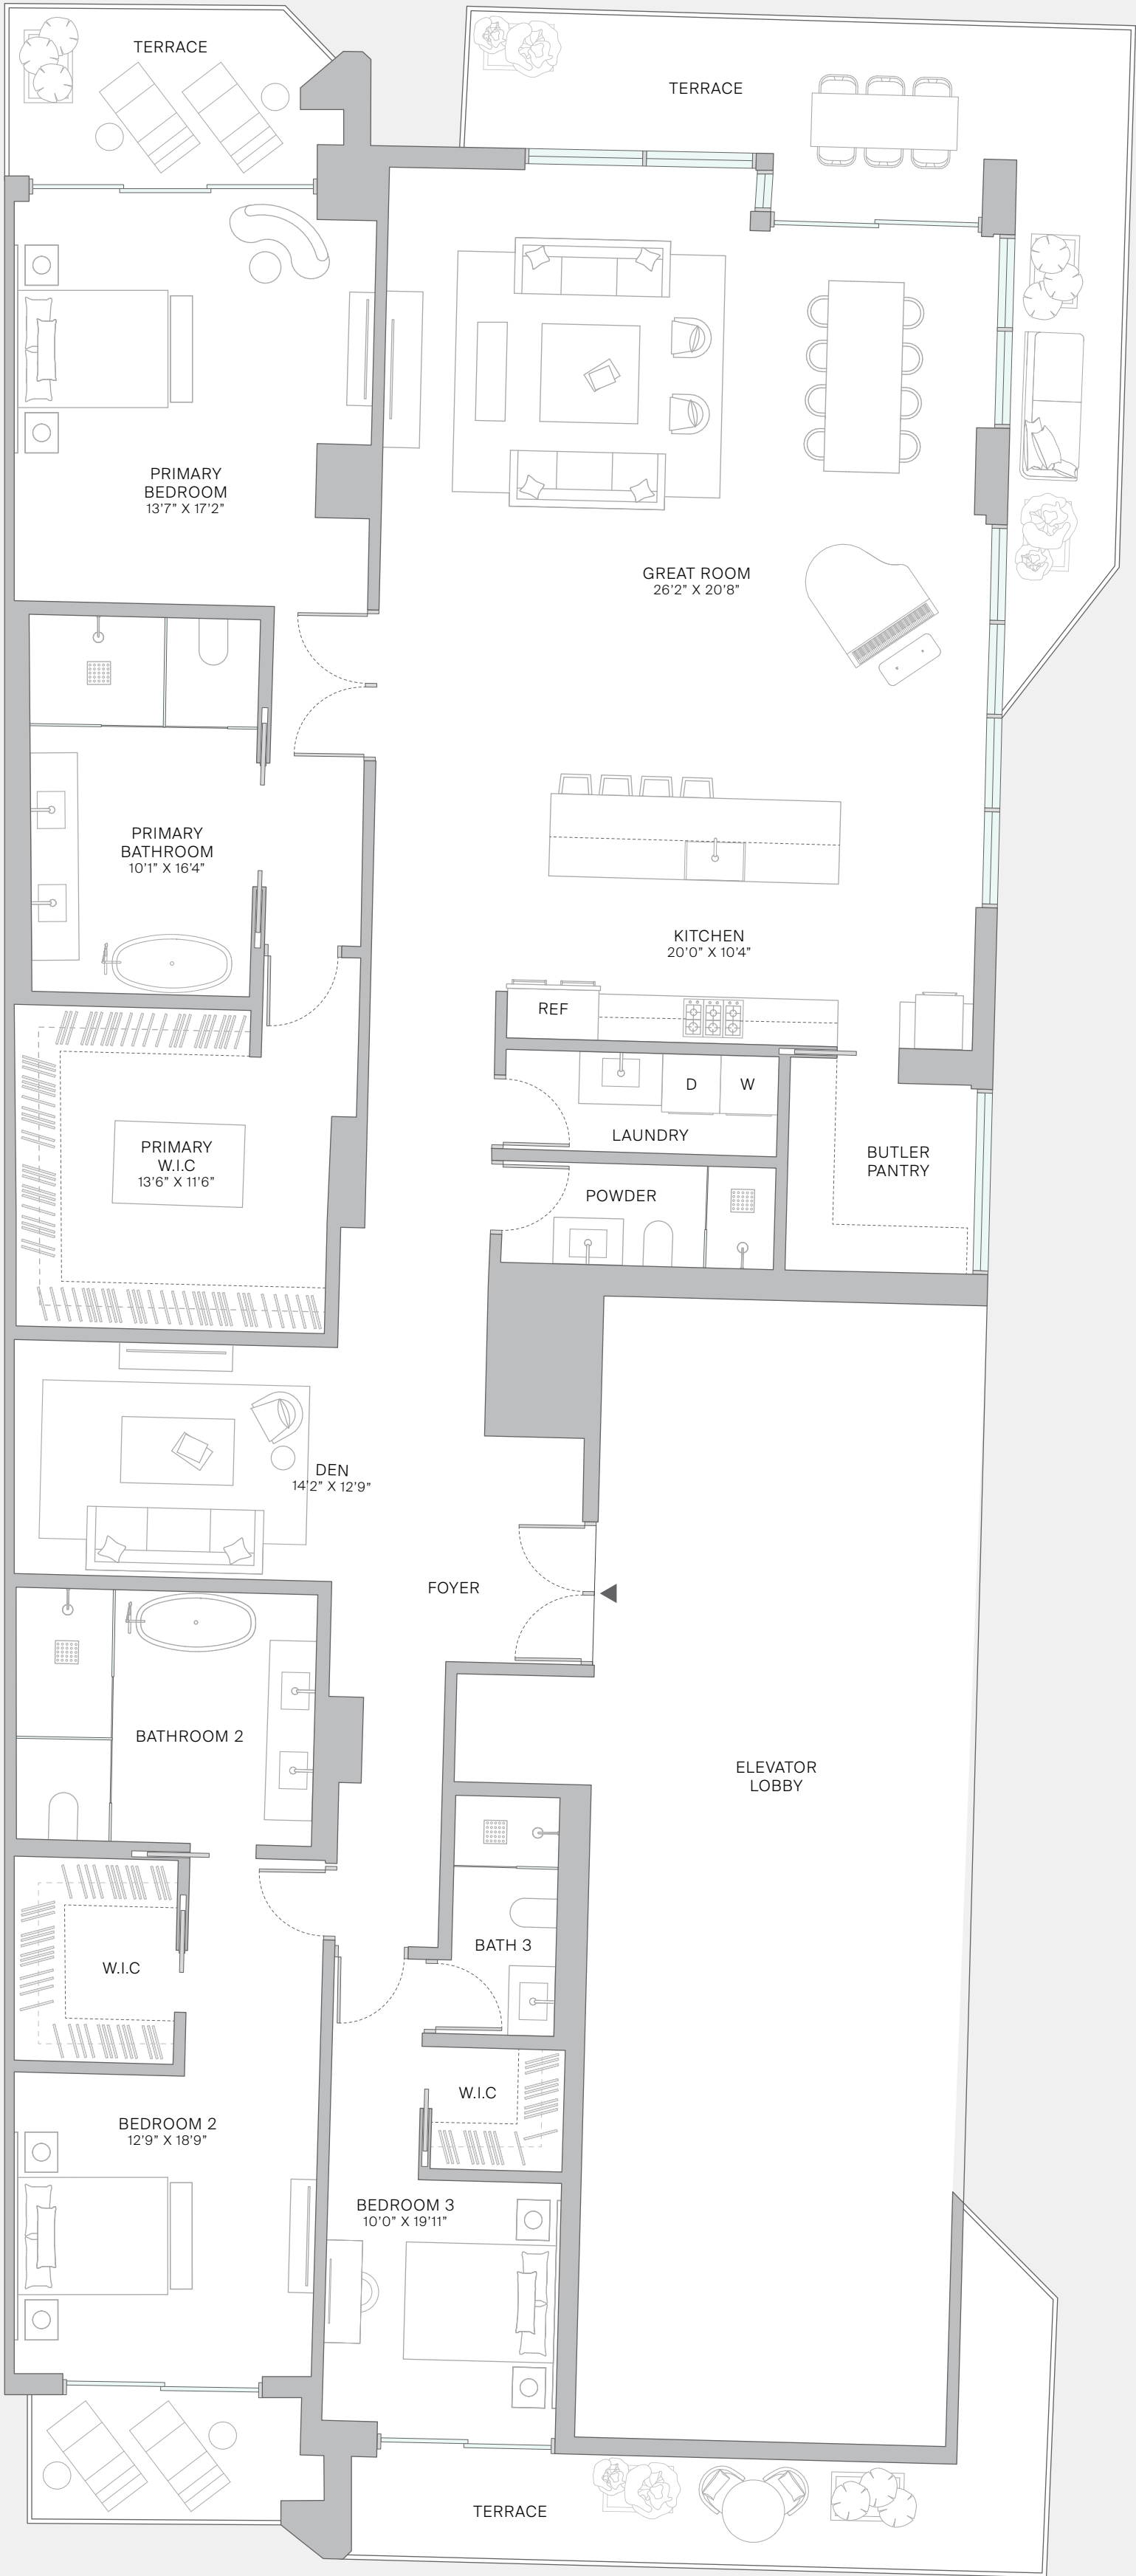 TERRACE
TERRACE
PRIMARY
BEDROOM
13'7" X 17'2"
GREAT ROOM
26'2" X 20'8"
PRIMARY
BATHROOM
10'1" X 16'4"
KITCHEN
20'0" X 10'4"
REF
D
W
LAUNDRY
PRIMARY
W.I.C
13'6" X 11'6"
BUTLER
PANTRY
POWDER
DEN
14'2" X 12'9"
FOYER
BATHROOM 2
ELEVATOR
LOBBY
BATH 3
W.I.C
W.I.C
BEDROOM 2
12'9" X 18'9"
BEDROOM 3
10'0" X 19'11"
TERRACE